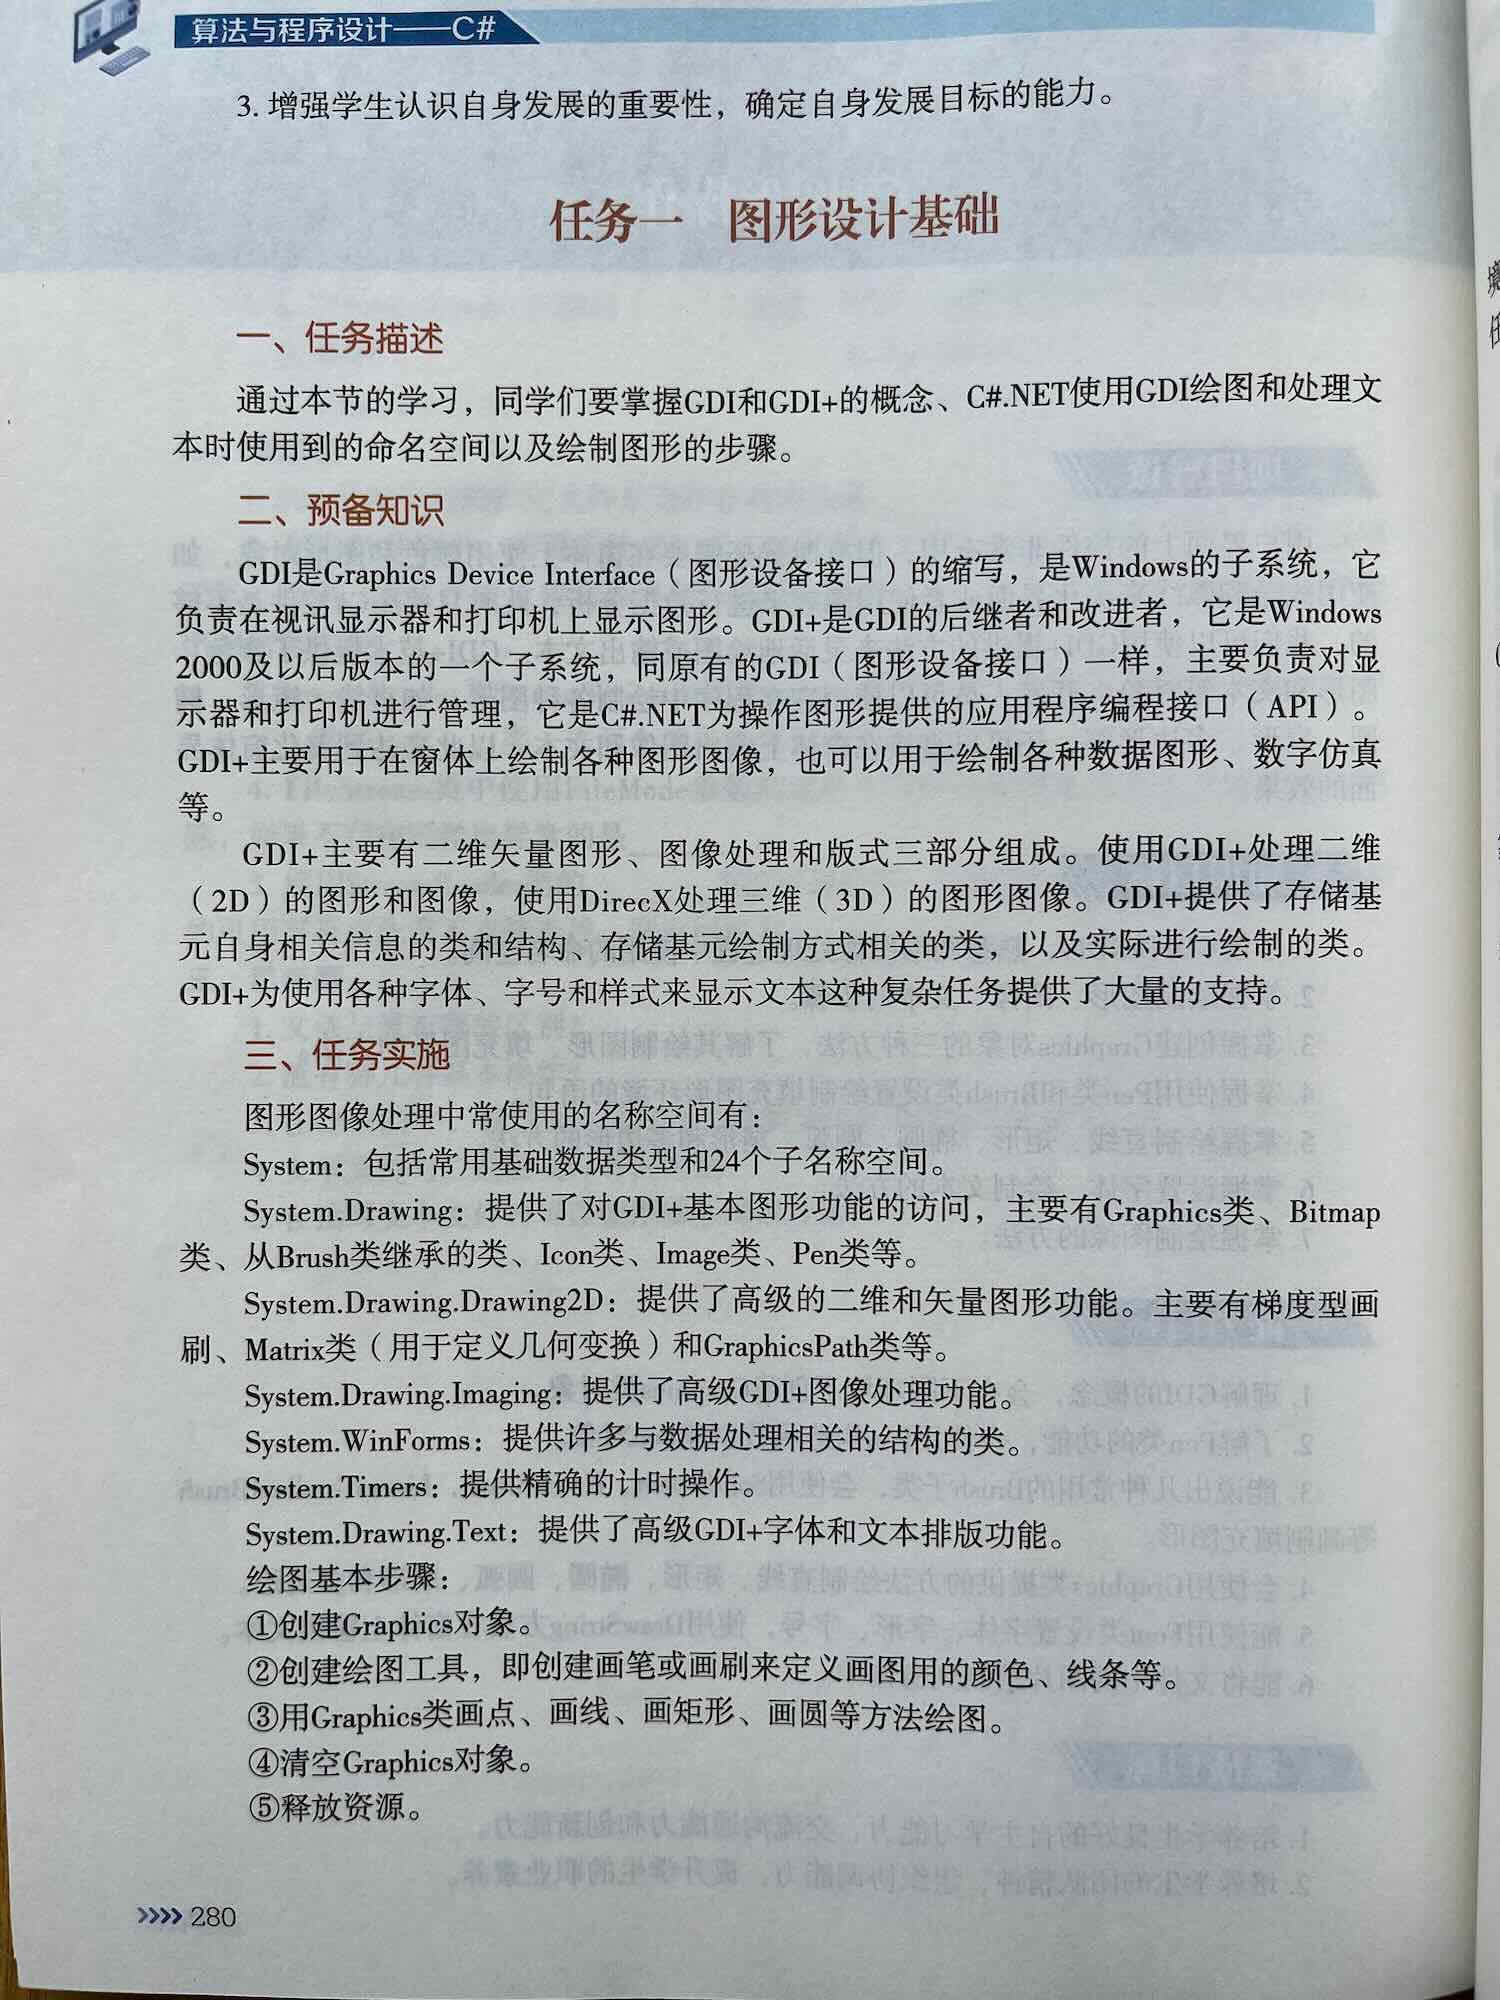 算法与程序设计——C#
3. 增强学生认识自身发展的重要性，确定自身发展目标的能力。
任务一 图形设计基础
一、任务描述
通过本节的学习，同学们要掌握GDI和GDI+的概念、C#.NET使用GDI绘图和处理文
本时使用到的命名空间以及绘制图形的步骤。
二、预备知识
GDI是Graphics Device Interface（图形设备接口）的缩写，是Windows的子系统，它
负责在视讯显示器和打印机上显示图形。GDI+是GDI的后继者和改进者，它是Windows
2000及以后版本的一个子系统，同原有的GDI（图形设备接口）一样，主要负责对显
示器和打印机进行管理，它是C#.NET为操作图形提供的应用程序编程接口（API）。
GDI+主要用于在窗体上绘制各种图形图像，也可以用于绘制各种数据图形、数字仿真
等。
GDI+主要有二维矢量图形、图像处理和版式三部分组成。使用GDI+处理二维
（2D）的图形和图像，使用DirecX处理三维（3D）的图形图像。GDI+提供了存储基
元自身相关信息的类和结构、存储基元绘制方式相关的类，以及实际进行绘制的类。
GDI+为使用各种字体、字号和样式来显示文本这种复杂任务提供了大量的支持。
三、任务实施
图形图像处理中常使用的名称空间有：
System：包括常用基础数据类型和24个子名称空间。
System.Drawing：提供了对GDI+基本图形功能的访问，主要有Graphics类、Bitmap
类、从Brush类继承的类、Icon类、Image类、Pen类等。
System.Drawing.Drawing2D：提供了高级的二维和矢量图形功能。主要有梯度型画
刷、Matrix类（用于定义几何变换）和GraphicsPath类等。
System.Drawing.Imaging：提供了高级GDI+图像处理功能。
System.WinForms：提供许多与数据处理相关的结构的类。
System.Timers：提供精确的计时操作。
System.Drawing.Text：提供了高级GDI+字体和文本排版功能。
绘图基本步骤：
①创建Graphics对象。
②创建绘图工具，即创建画笔或画刷来定义画图用的颜色、线条等。
③用Graphics类画点、画线、画矩形、画圆等方法绘图。
④清空Graphics对象。
⑤释放资源。
>>>> 280